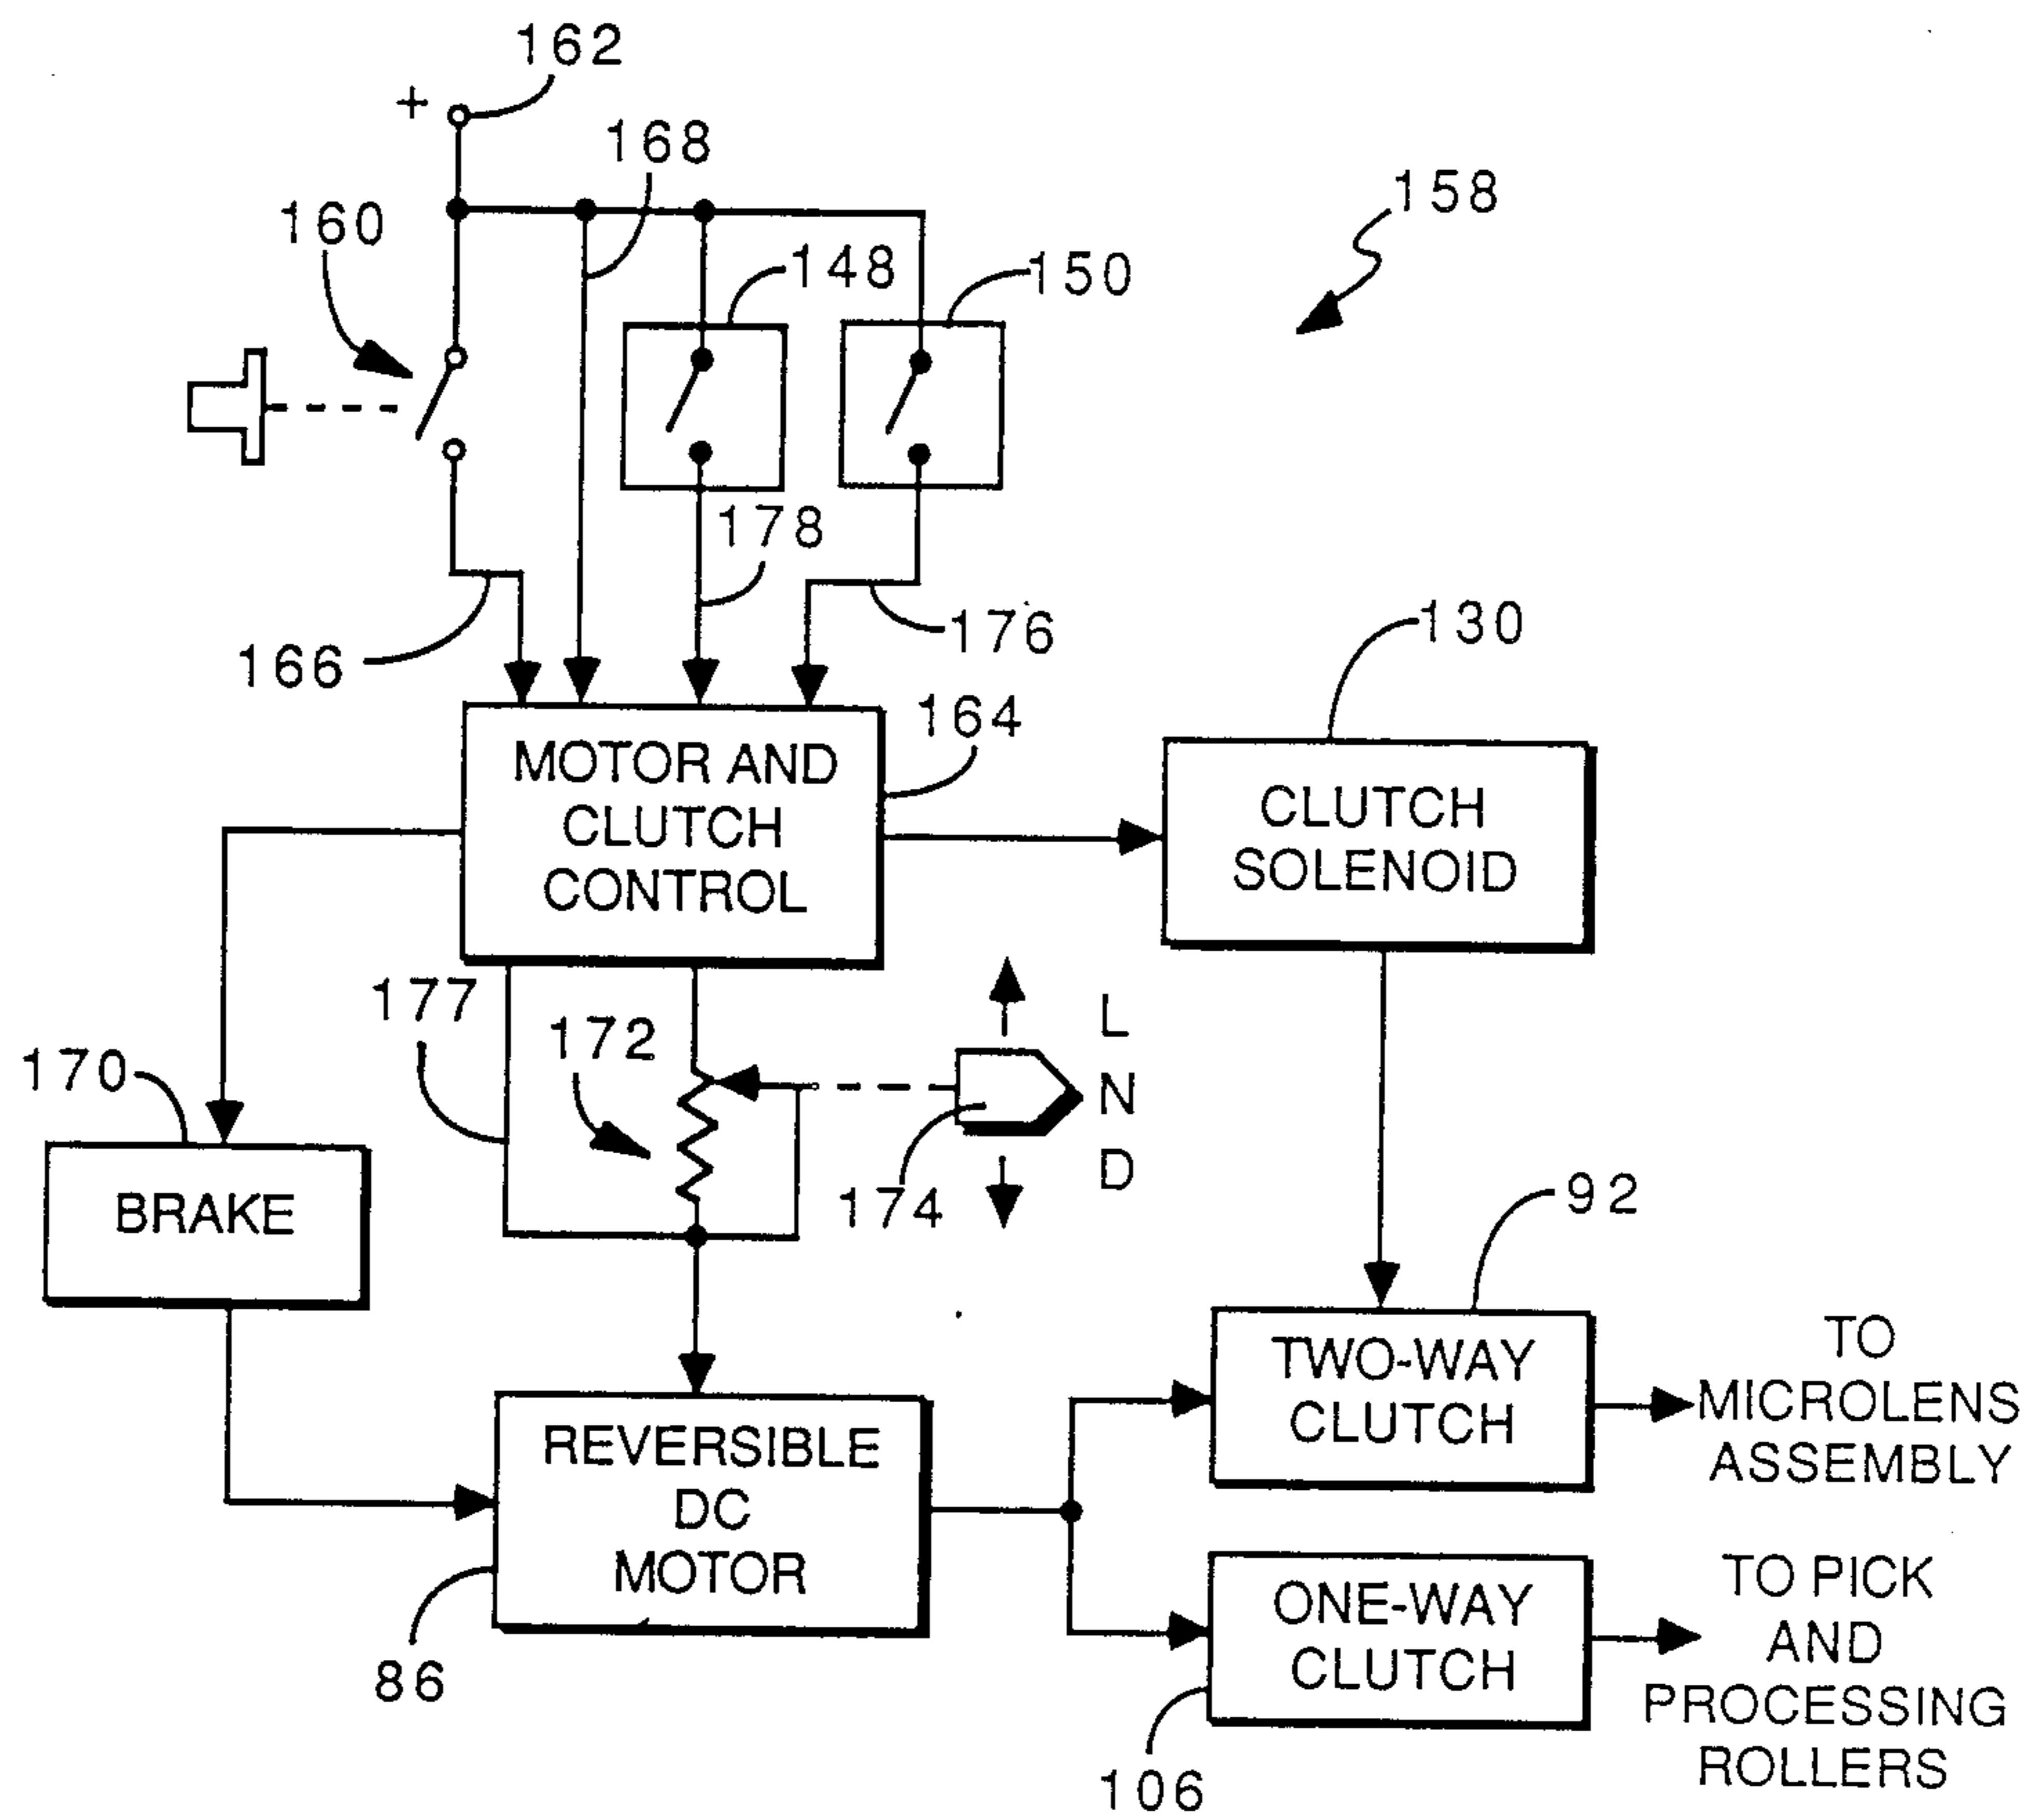 162
+
168
158
160
148
150
178
166
176
130
164
MOTOR AND
CLUTCH
CONTROL
CLUTCH
SOLENOID
177
172
L
N
D
170
174
BRAKE
92
TWO-WAY
CLUTCH
TO
MICROLENS
ASSEMBLY
REVERSIBLE
DC
MOTOR
86
ONE-WAY
CLUTCH
TO PICK
AND
PROCESSING
ROLLERS
106